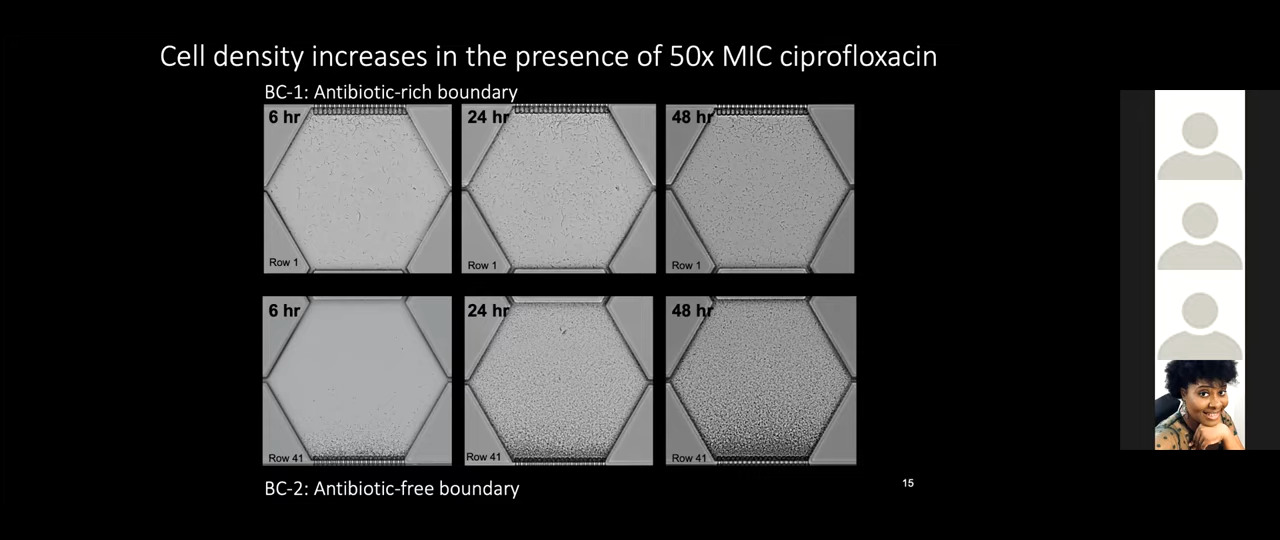 Cell density increases in the presence of 50x MIC ciprofloxacin
BC-1: Antibiotic-rich boundary
6 hr
24 hr
48 hr
Row 1
Row 1
Row 1
6 hr
24 hr
48 hr
Row 41
Row 41
Row 41
BC-2: Antibiotic-free boundary
15